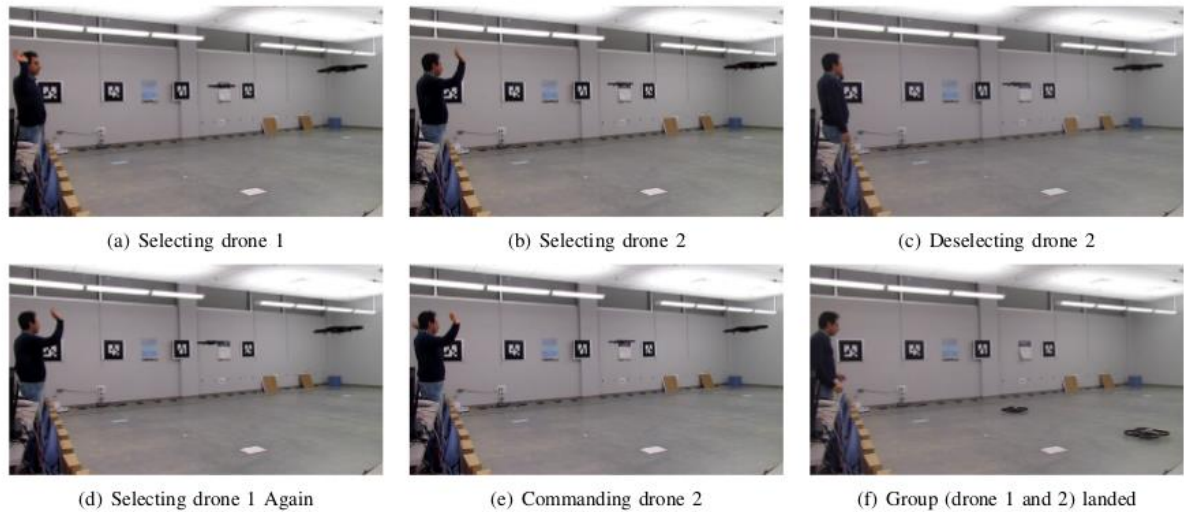 (a) Selecting drone 1
(b) Selecting drone 2
(c) Deselecting drone 2
(d) Selecting drone 1 Again
(e) Commanding drone 2
(f) Group (drone 1 and 2) landed